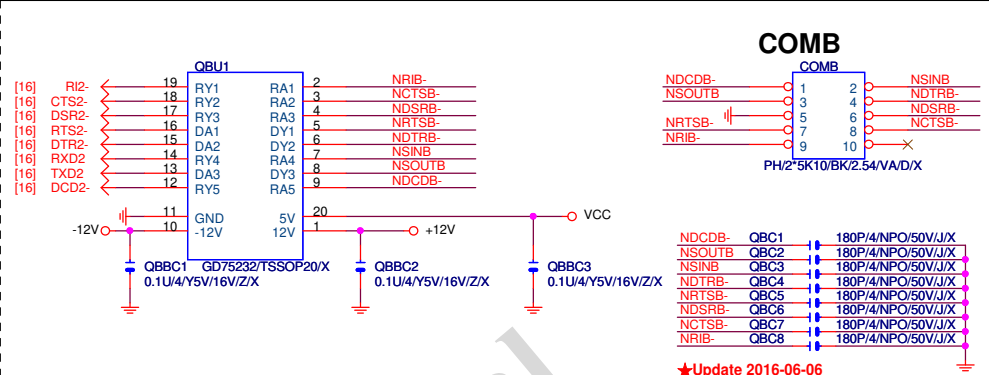 COMB
QBU1
COMB
[16] RI2- 19 RY1 RA1 2 NRIB-
[16] CTS2- 18 RY2 RA2 3 NCTSB-
[16] DSR2- 17 RY3 RA3 4 NDSRB-
[16] RTS2- 16 DA1 DY1 5 NRTSB-
[16] DTR2- 15 DA2 DY2 6 NDTRB-
[16] RXD2 14 RY4 RA4 7 NSINB
[16] TXD2 13 DA3 DY3 8 NSOUTB
[16] DCD2- 12 RY5 RA5 9 NDCDB-
11 GND 5V 20 VCC
-12V 10 -12V 12V 1 +12V
GD75232/TSSOP20/X
QBBC1
0.1U/4/Y5V/16V/Z/X
QBBC2
0.1U/4/Y5V/16V/Z/X
QBBC3
0.1U/4/Y5V/16V/Z/X
NDCDB- 1 2 NSINB
NSOUTB 3 4 NDTRB-
5 6 NDSRB-
NRTSB- 7 8 NCTSB-
NRIB- 9 10
PH/2*5K10/BK/2.54/VA/D/X
NDCDB- QBC1 180P/4/NPO/50V/J/X
NSOUTB QBC2 180P/4/NPO/50V/J/X
NSINB QBC3 180P/4/NPO/50V/J/X
NDTRB- QBC4 180P/4/NPO/50V/J/X
NRTSB- QBC5 180P/4/NPO/50V/J/X
NDSRB- QBC6 180P/4/NPO/50V/J/X
NCTSB- QBC7 180P/4/NPO/50V/J/X
NRIB- QBC8 180P/4/NPO/50V/J/X
★Update 2016-06-06